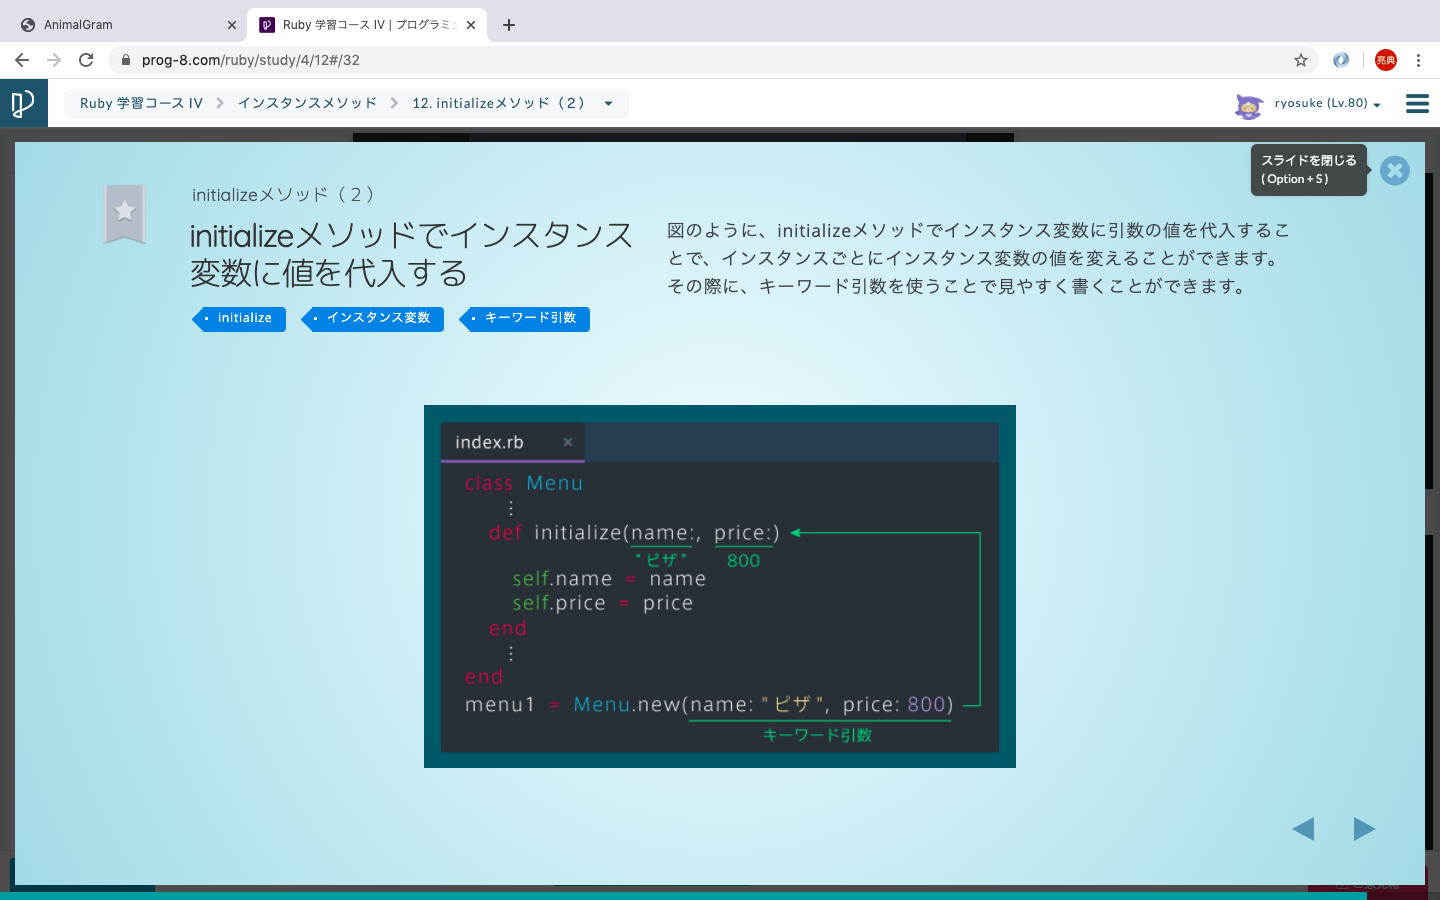 AnimalGram
Ruby 学習コース IV | プログラミン
prog-8.com/ruby/study/4/12#/32
亮典
Ruby 学習コース IV
インスタンスメソッド
12. initializeメソッド（２）
ryosuke (Lv.80)
スライドを閉じる
( Option + S )
initializeメソッド（２）
initializeメソッドでインスタンス
変数に値を代入する
initialize
インスタンス変数
キーワード引数
図のように、initializeメソッドでインスタンス変数に引数の値を代入するこ
とで、インスタンスごとにインスタンス変数の値を変えることができます。
その際に、キーワード引数を使うことで見やすく書くことができます。
index.rb
class Menu
⋮
def initialize(name:, price:)
"ピザ" 800
self.name = name
self.price = price
end
⋮
end
menu1 = Menu.new(name: "ピザ", price: 800)
キーワード引数